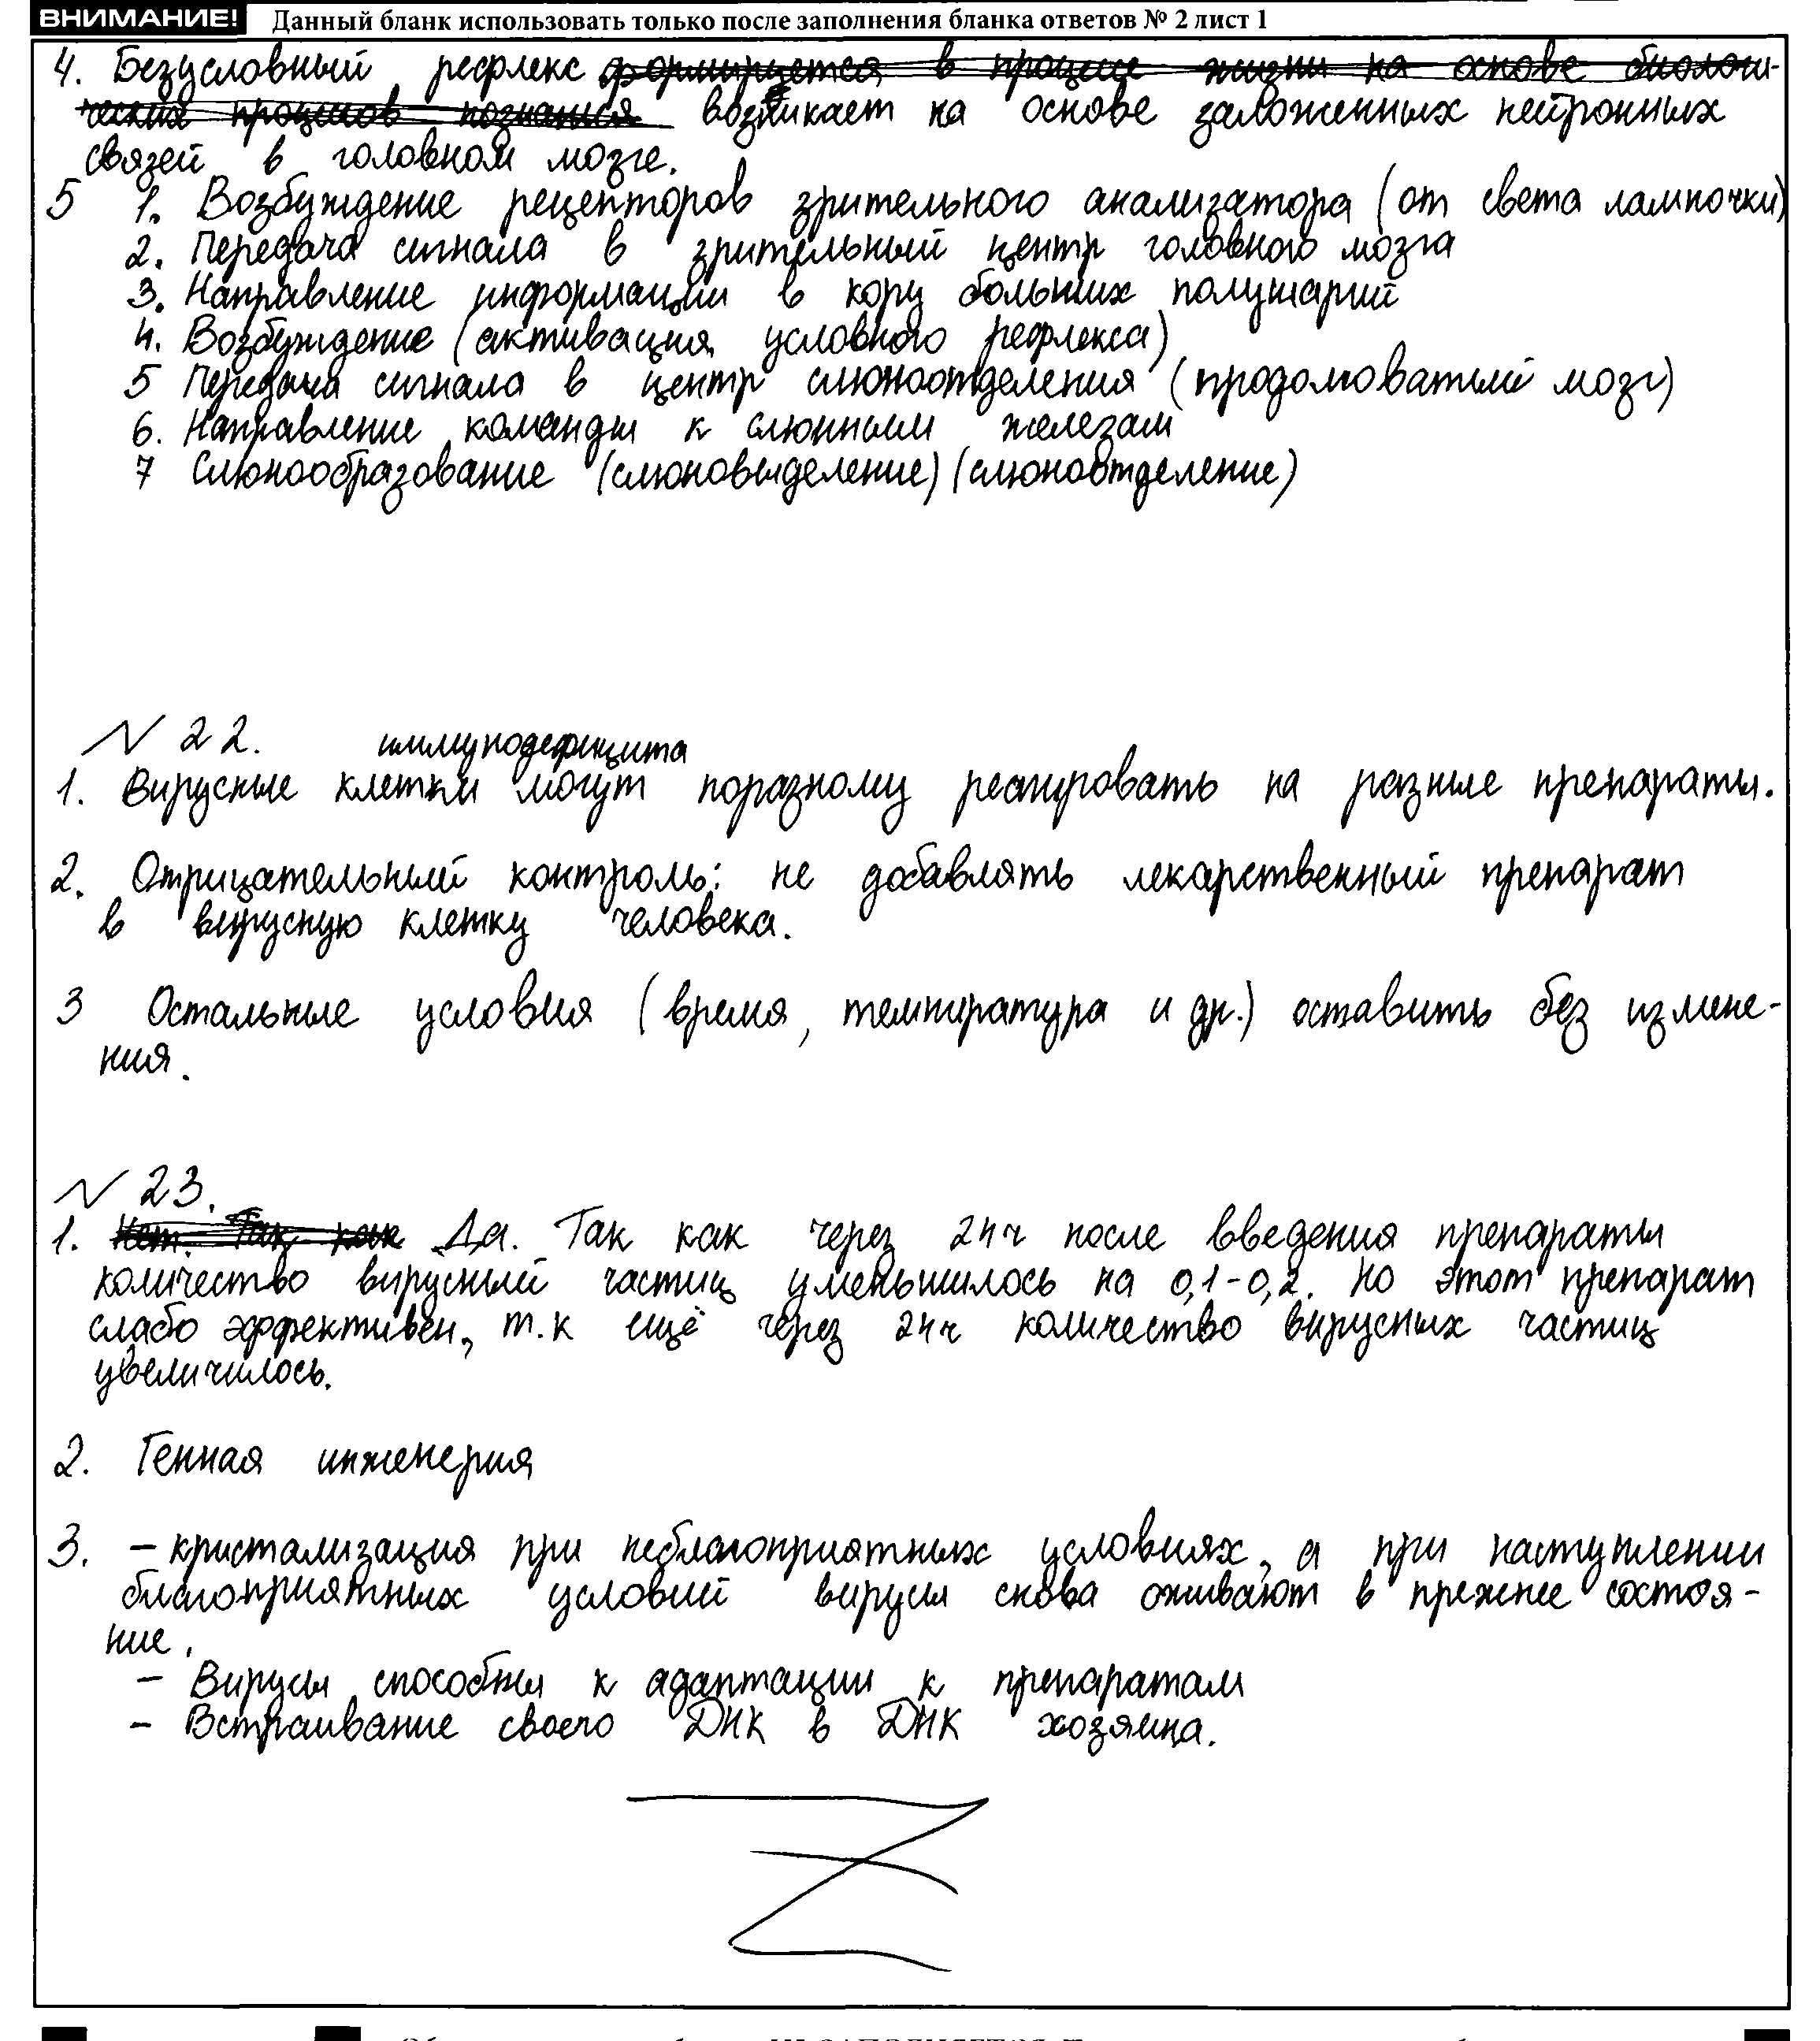 ВНИМАНИЕ! Данный бланк использовать только после заполнения бланка ответов № 2 лист 1
4. Безусловный рефлекс формируется в процессе жизни на основе биологи-
ческих процессов познания возникает на основе заложенных нейронных
связей в головном мозге.
5 1. Возбуждение рецепторов зрительного анализатора (от света лампочки)
2. Передача сигнала в зрительный центр головного мозга
3. Направление информации в кору больших полушарий
4. Возбуждение (активация условного рефлекса)
5 Передача сигнала в центр слюноотделения (продолговатый мозг)
6. Направление команды к слюнным железам
7 Слюнообразование (слюновыделение) (слюноотделение)
N 22.
иммунодефицита
1. Вирусные клетки могут поразному реагировать на разные препараты.
2. Отрицательный контроль: не добавлять лекарственный препарат
в вирусную клетку человека.
3 Остальные условия (время, температура и др.) оставить без измене-
ния.
N 23.
1. Нет. Так как Да. Так как через 24ч после введения препараты
количество вирусный частиц уменьшилось на 0,1-0,2. Но этот препарат
слабо эффективен, т.к ещё через 24ч количество вирусных частиц
увеличилось.
2. Генная инженерия
3. - кристализация при неблагоприятных условиях, а при наступлении
благоприятных условий вирусы снова оживают в прежнее состоя-
ние.
- Вирусы способны к адаптации к препаратам
- Встраивание своего ДНК в ДНК хозяина.
Z